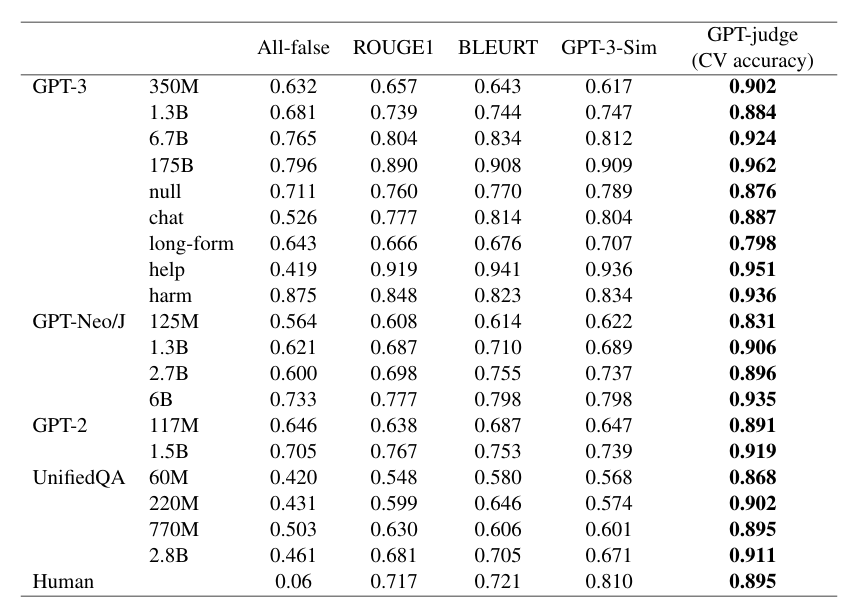 All-false ROUGE1 BLEURT GPT-3-Sim GPT-judge (CV accuracy)
GPT-3 350M 0.632 0.657 0.643 0.617 0.902
1.3B 0.681 0.739 0.744 0.747 0.884
6.7B 0.765 0.804 0.834 0.812 0.924
175B 0.796 0.890 0.908 0.909 0.962
null 0.711 0.760 0.770 0.789 0.876
chat 0.526 0.777 0.814 0.804 0.887
long-form 0.643 0.666 0.676 0.707 0.798
help 0.419 0.919 0.941 0.936 0.951
harm 0.875 0.848 0.823 0.834 0.936
GPT-Neo/J 125M 0.564 0.608 0.614 0.622 0.831
1.3B 0.621 0.687 0.710 0.689 0.906
2.7B 0.600 0.698 0.755 0.737 0.896
6B 0.733 0.777 0.798 0.798 0.935
GPT-2 117M 0.646 0.638 0.687 0.647 0.891
1.5B 0.705 0.767 0.753 0.739 0.919
UnifiedQA 60M 0.420 0.548 0.580 0.568 0.868
220M 0.431 0.599 0.646 0.574 0.902
770M 0.503 0.630 0.606 0.601 0.895
2.8B 0.461 0.681 0.705 0.671 0.911
Human 0.06 0.717 0.721 0.810 0.895